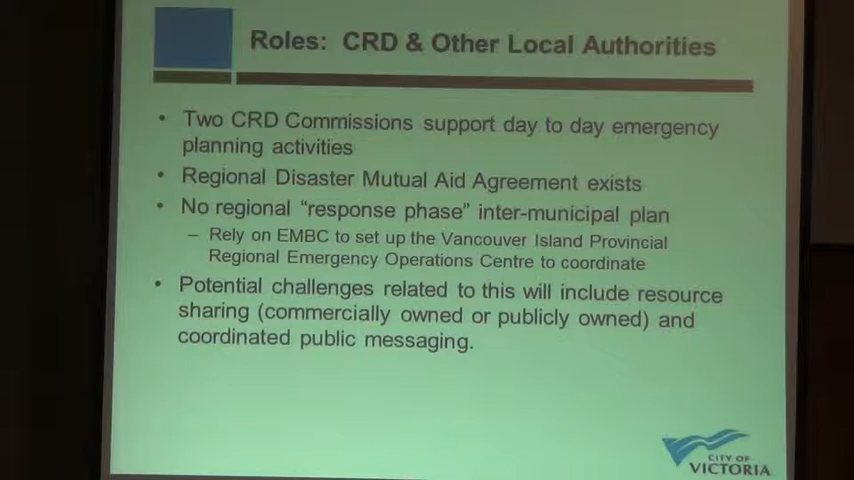 Roles: CRD & Other Local Authorities
• Two CRD Commissions support day to day emergency
planning activities
• Regional Disaster Mutual Aid Agreement exists
• No regional “response phase” inter-municipal plan
– Rely on EMBC to set up the Vancouver Island Provincial
Regional Emergency Operations Centre to coordinate
• Potential challenges related to this will include resource
sharing (commercially owned or publicly owned) and
coordinated public messaging.
CITY OF
VICTORIA